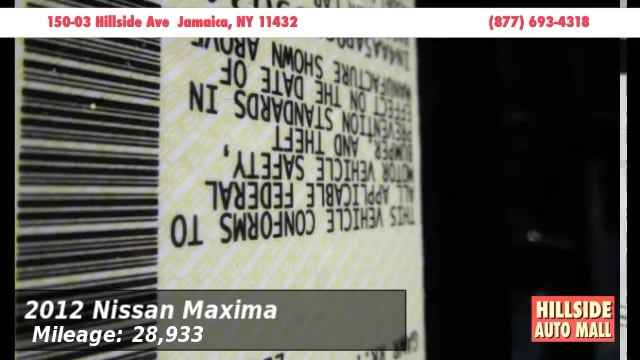 150-03 Hillside Ave Jamaica, NY 11432
(877) 693-4318
THIS VEHICLE CONFORMS TO
ALL APPLICABLE FEDERAL
MOTOR VEHICLE SAFETY,
BUMPER, AND THEFT
PREVENTION STANDARDS IN
EFFECT ON THE DATE OF
MANUFACTURE SHOWN ABOVE
2012 Nissan Maxima
Mileage: 28,933
HILLSIDE
AUTO MALL